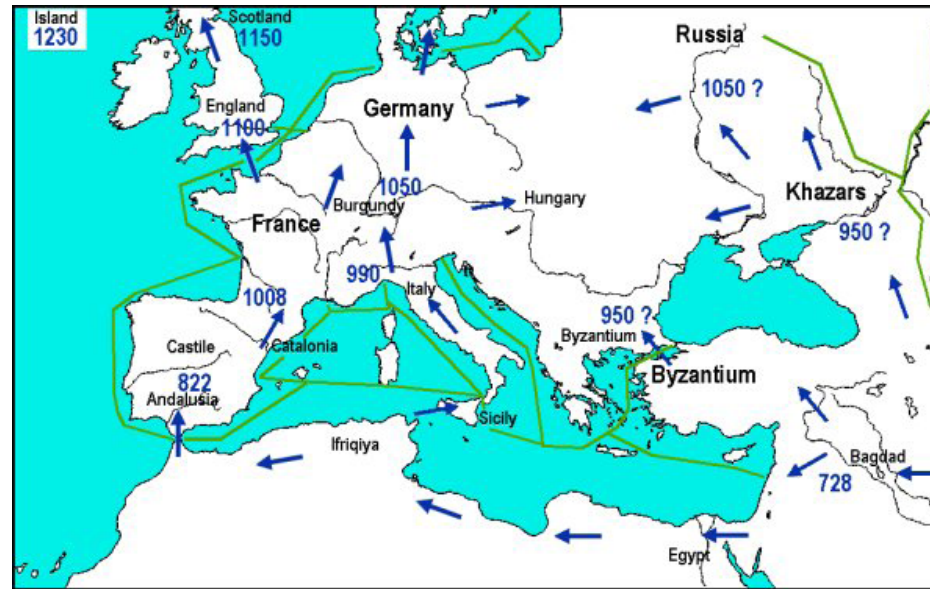 Island
1230
Scotland
1150
Russia
England
1100
Germany
1050 ?
1050
Burgundy
Hungary
Khazars
France
950 ?
990
Italy
1008
950 ?
Byzantium
Castile
Catalonia
Byzantium
822
Andalusia
Sicily
Ifriqiya
Bagdad
728
Egypt